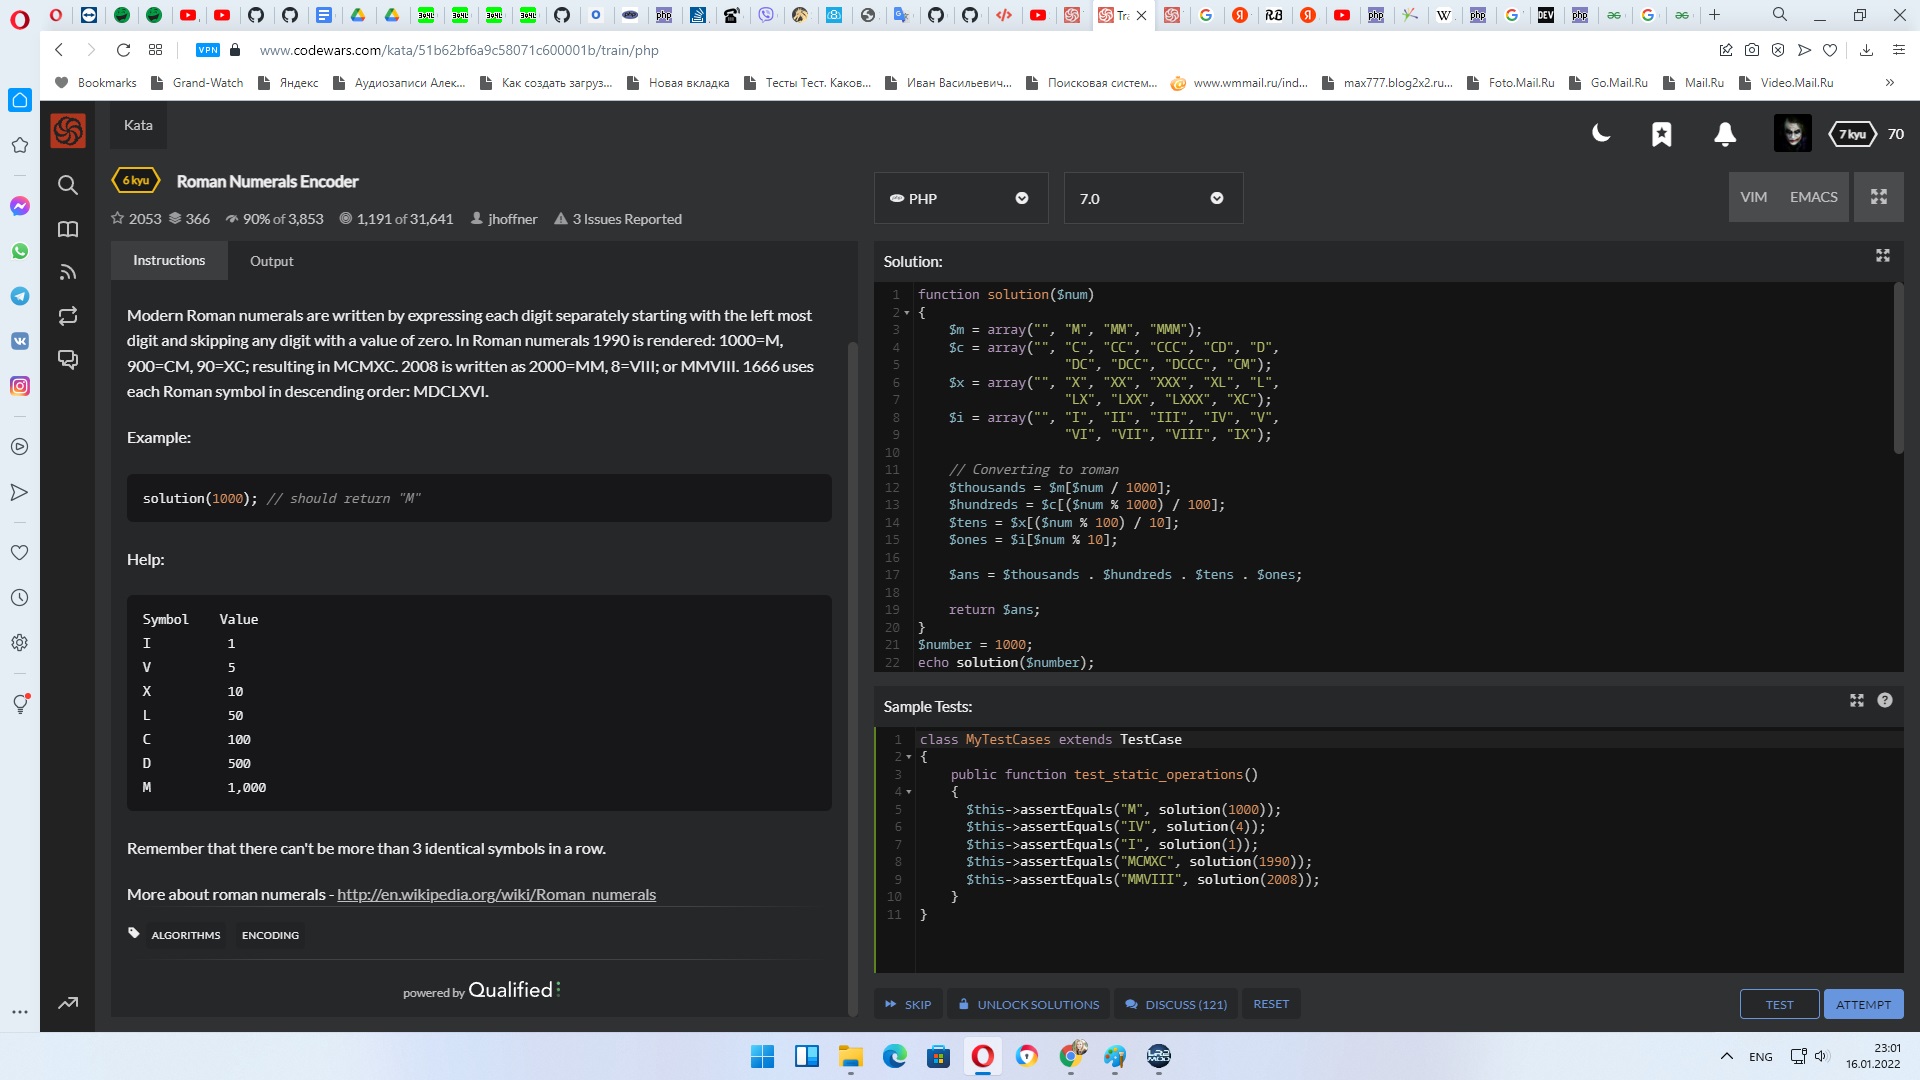 www.codewars.com/kata/51b62bf6a9c58071c600001b/train/php
VPN
Bookmarks
Grand-Watch
Яндекс
Аудиозаписи Алек...
Как создать загруз...
Новая вкладка
Тесты Тест. Каков...
Иван Васильевич...
Поисковая систем...
www.wmmail.ru/ind...
max777.blog2x2.ru...
Foto.Mail.Ru
Go.Mail.Ru
Mail.Ru
Video.Mail.Ru
Kata
7 kyu
70
6 kyu
Roman Numerals Encoder
2053 366 90% of 3,853 1,191 of 31,641 jhoffner 3 Issues Reported
PHP
7.0
VIM
EMACS
Instructions
Output
Modern Roman numerals are written by expressing each digit separately starting with the left most
digit and skipping any digit with a value of zero. In Roman numerals 1990 is rendered: 1000=M,
900=CM, 90=XC; resulting in MCMXC. 2008 is written as 2000=MM, 8=VIII; or MMVIII. 1666 uses
each Roman symbol in descending order: MDCLXVI.
Example:
solution(1000); // should return "M"
Help:
Symbol Value
I 1
V 5
X 10
L 50
C 100
D 500
M 1,000
Remember that there can't be more than 3 identical symbols in a row.
More about roman numerals - http://en.wikipedia.org/wiki/Roman_numerals
ALGORITHMS
ENCODING
powered by Qualified
Solution:
1 function solution($num)
2 {
3 $m = array("", "M", "MM", "MMM");
4 $c = array("", "C", "CC", "CCC", "CD", "D",
5 "DC", "DCC", "DCCC", "CM");
6 $x = array("", "X", "XX", "XXX", "XL", "L",
7 "LX", "LXX", "LXXX", "XC");
8 $i = array("", "I", "II", "III", "IV", "V",
9 "VI", "VII", "VIII", "IX");
10
11 // Converting to roman
12 $thousands = $m[$num / 1000];
13 $hundreds = $c[($num % 1000) / 100];
14 $tens = $x[($num % 100) / 10];
15 $ones = $i[$num % 10];
16
17 $ans = $thousands . $hundreds . $tens . $ones;
18
19 return $ans;
20 }
21 $number = 1000;
22 echo solution($number);
Sample Tests:
1 class MyTestCases extends TestCase
2 {
3 public function test_static_operations()
4 {
5 $this->assertEquals("M", solution(1000));
6 $this->assertEquals("IV", solution(4));
7 $this->assertEquals("I", solution(1));
8 $this->assertEquals("MCMXC", solution(1990));
9 $this->assertEquals("MMVIII", solution(2008));
10 }
11 }
SKIP
UNLOCK SOLUTIONS
DISCUSS (121)
RESET
TEST
ATTEMPT
ENG
23:01
16.01.2022